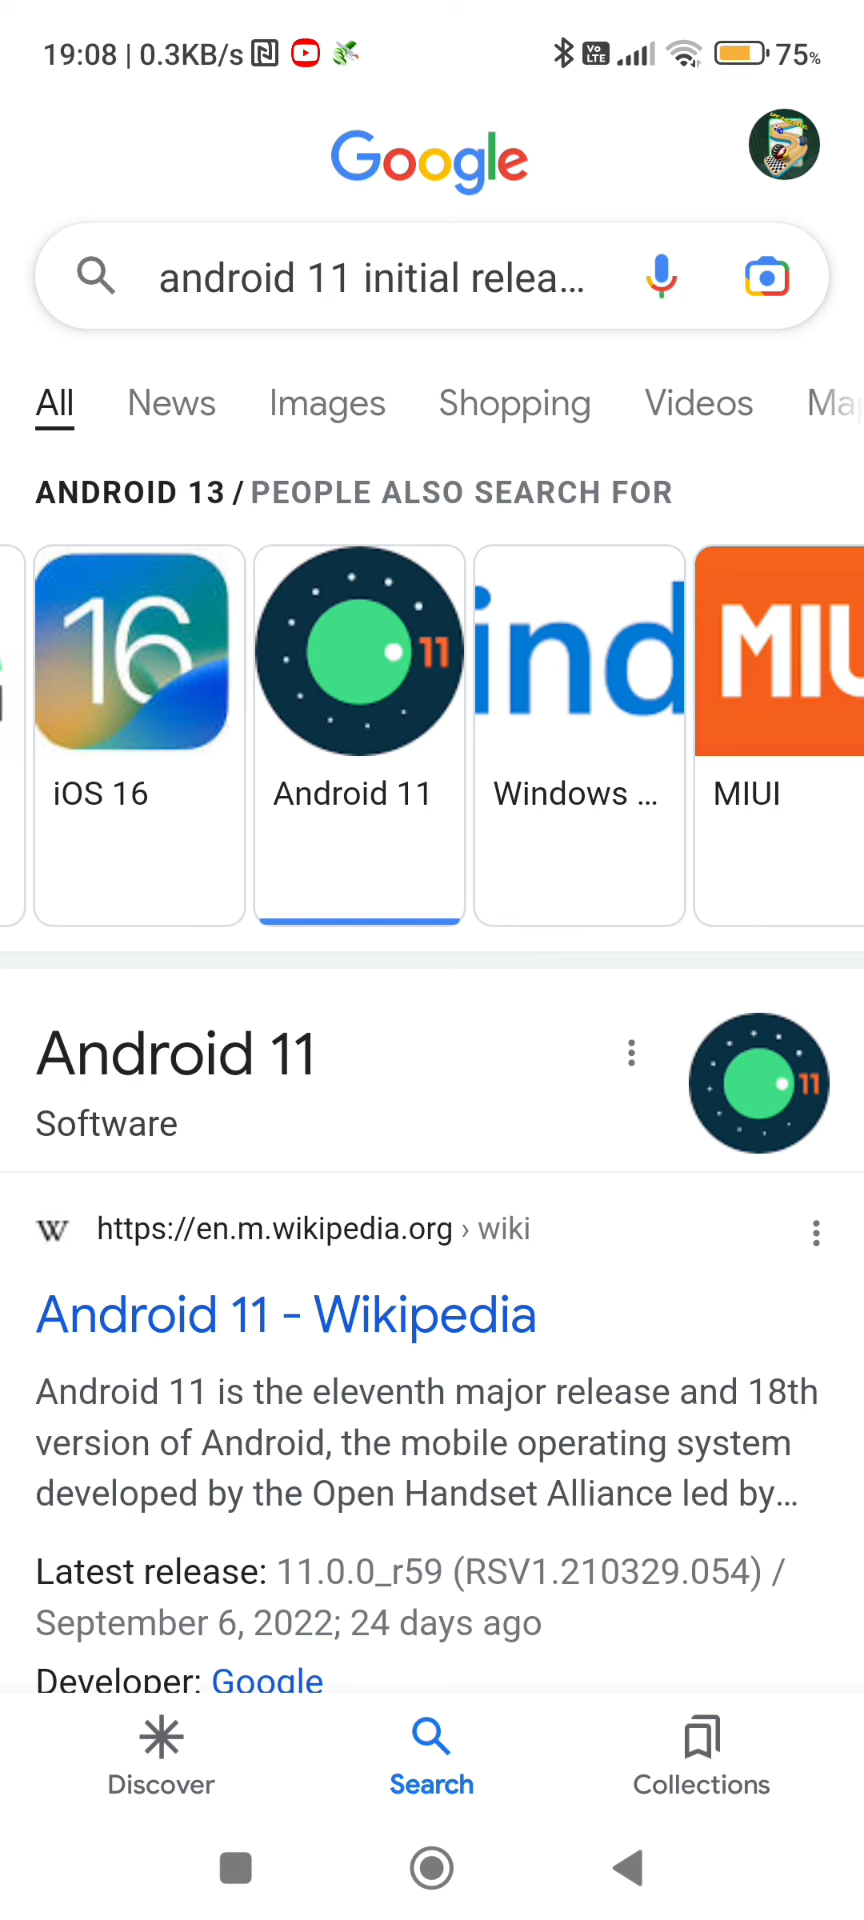 19:08 | 0.3KB/s
Vo LTE
75%
Google
android 11 initial relea...
All News Images Shopping Videos Ma
ANDROID 13 / PEOPLE ALSO SEARCH FOR
16
11
ind
MIU
iOS 16
Android 11
Windows ...
MIUI
Android 11
Software
11
W https://en.m.wikipedia.org › wiki
Android 11 - Wikipedia
Android 11 is the eleventh major release and 18th
version of Android, the mobile operating system
developed by the Open Handset Alliance led by...
Latest release: 11.0.0_r59 (RSV1.210329.054) /
September 6, 2022; 24 days ago
Developer: Google
Discover Search Collections